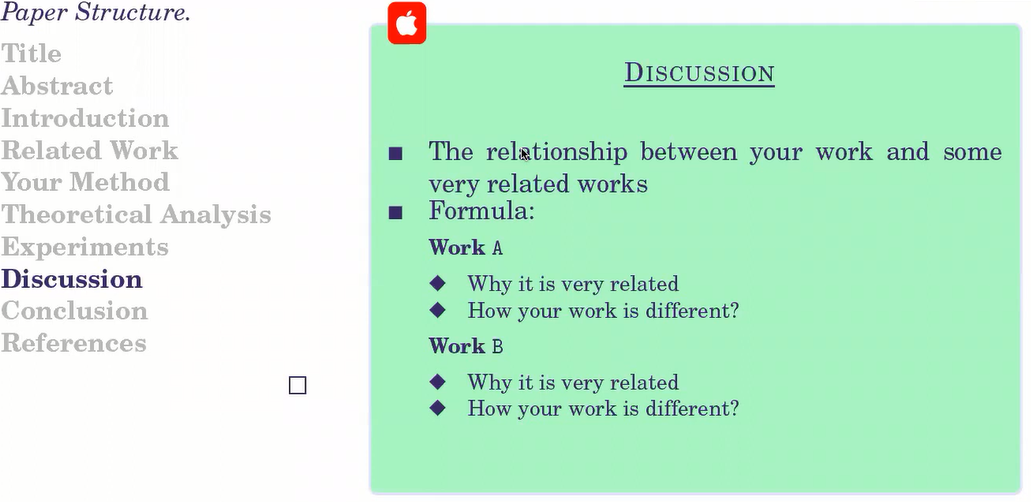 Paper Structure.
Title
Abstract
Introduction
Related Work
Your Method
Theoretical Analysis
Experiments
Discussion
Conclusion
References
DISCUSSION
■ The relationship between your work and some
very related works
■ Formula:
Work A
◆ Why it is very related
◆ How your work is different?
Work B
◆ Why it is very related
◆ How your work is different?